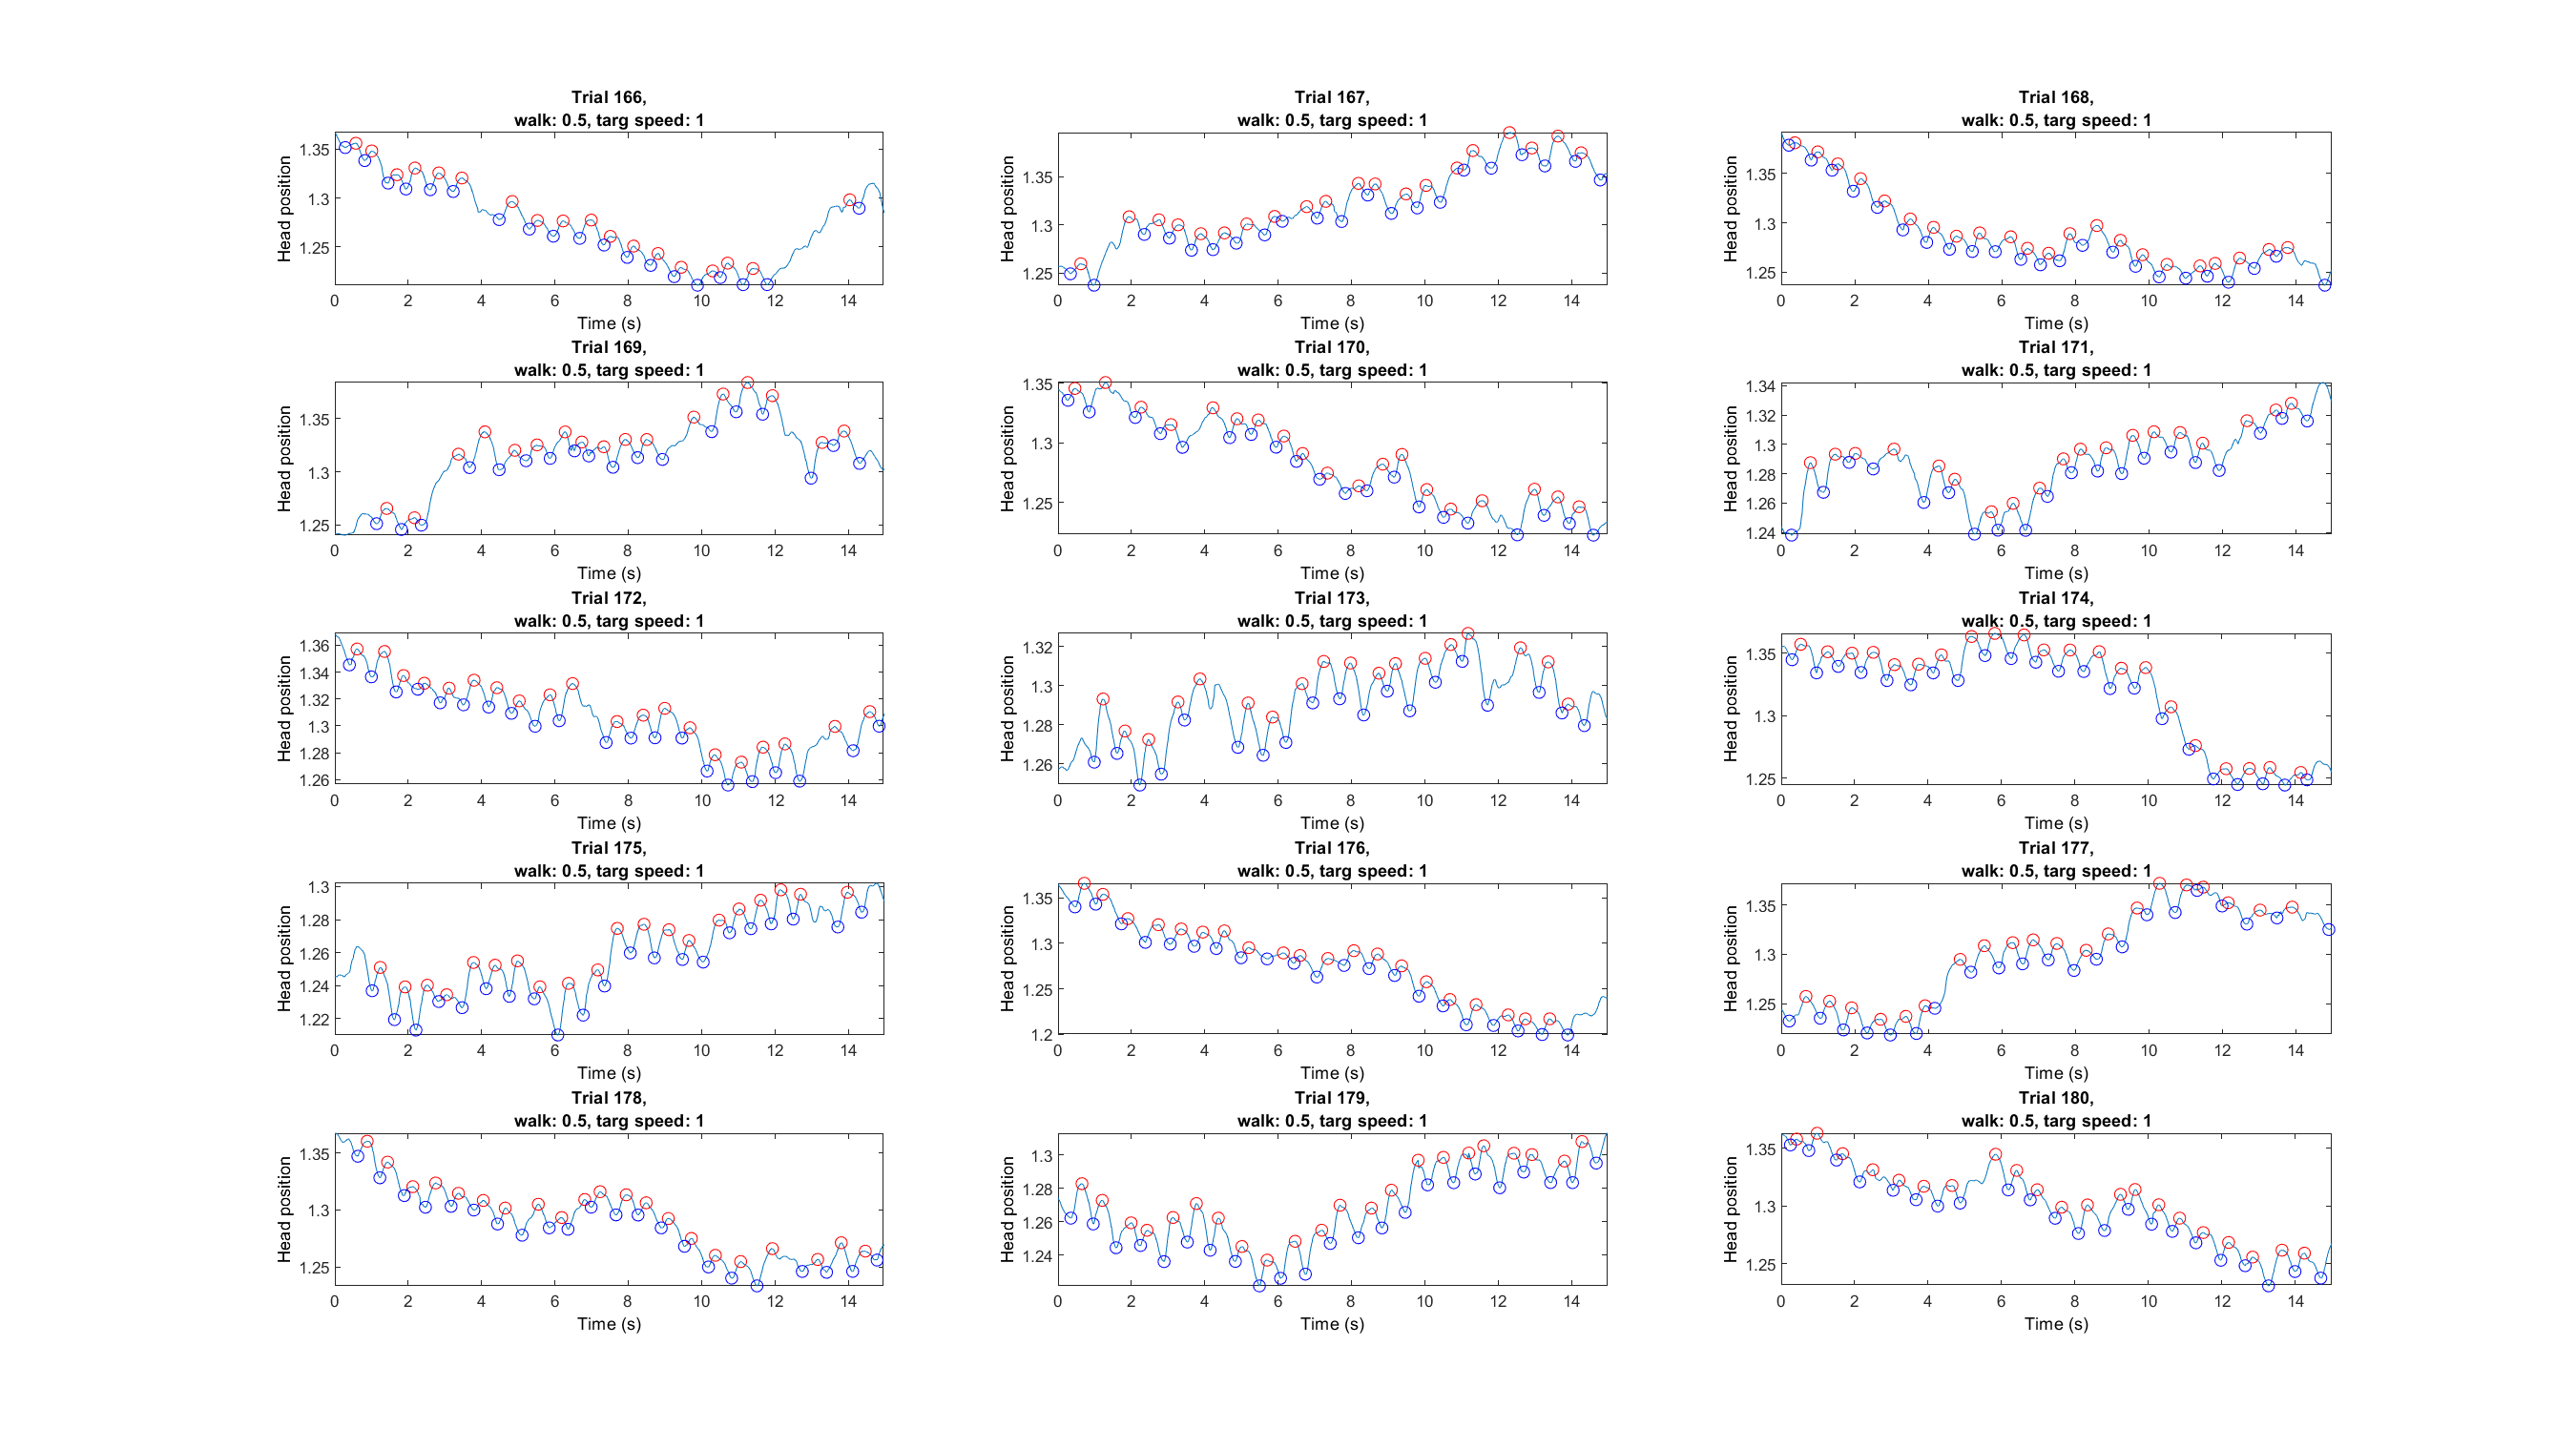 Trial 166,
walk: 0.5, targ speed: 1
Head position
1.35
1.3
1.25
0 2 4 6 8 10 12 14
Time (s)
Trial 167,
walk: 0.5, targ speed: 1
Head position
1.35
1.3
1.25
0 2 4 6 8 10 12 14
Time (s)
Trial 168,
walk: 0.5, targ speed: 1
Head position
1.35
1.3
1.25
0 2 4 6 8 10 12 14
Time (s)
Trial 169,
walk: 0.5, targ speed: 1
Head position
1.35
1.3
1.25
0 2 4 6 8 10 12 14
Time (s)
Trial 170,
walk: 0.5, targ speed: 1
Head position
1.35
1.3
1.25
0 2 4 6 8 10 12 14
Time (s)
Trial 171,
walk: 0.5, targ speed: 1
Head position
1.34
1.32
1.3
1.28
1.26
1.24
0 2 4 6 8 10 12 14
Time (s)
Trial 172,
walk: 0.5, targ speed: 1
Head position
1.36
1.34
1.32
1.3
1.28
1.26
0 2 4 6 8 10 12 14
Time (s)
Trial 173,
walk: 0.5, targ speed: 1
Head position
1.32
1.3
1.28
1.26
0 2 4 6 8 10 12 14
Time (s)
Trial 174,
walk: 0.5, targ speed: 1
Head position
1.35
1.3
1.25
0 2 4 6 8 10 12 14
Time (s)
Trial 175,
walk: 0.5, targ speed: 1
Head position
1.3
1.28
1.26
1.24
1.22
0 2 4 6 8 10 12 14
Time (s)
Trial 176,
walk: 0.5, targ speed: 1
Head position
1.35
1.3
1.25
1.2
0 2 4 6 8 10 12 14
Time (s)
Trial 177,
walk: 0.5, targ speed: 1
Head position
1.35
1.3
1.25
0 2 4 6 8 10 12 14
Time (s)
Trial 178,
walk: 0.5, targ speed: 1
Head position
1.35
1.3
1.25
0 2 4 6 8 10 12 14
Time (s)
Trial 179,
walk: 0.5, targ speed: 1
Head position
1.3
1.28
1.26
1.24
0 2 4 6 8 10 12 14
Time (s)
Trial 180,
walk: 0.5, targ speed: 1
Head position
1.35
1.3
1.25
0 2 4 6 8 10 12 14
Time (s)